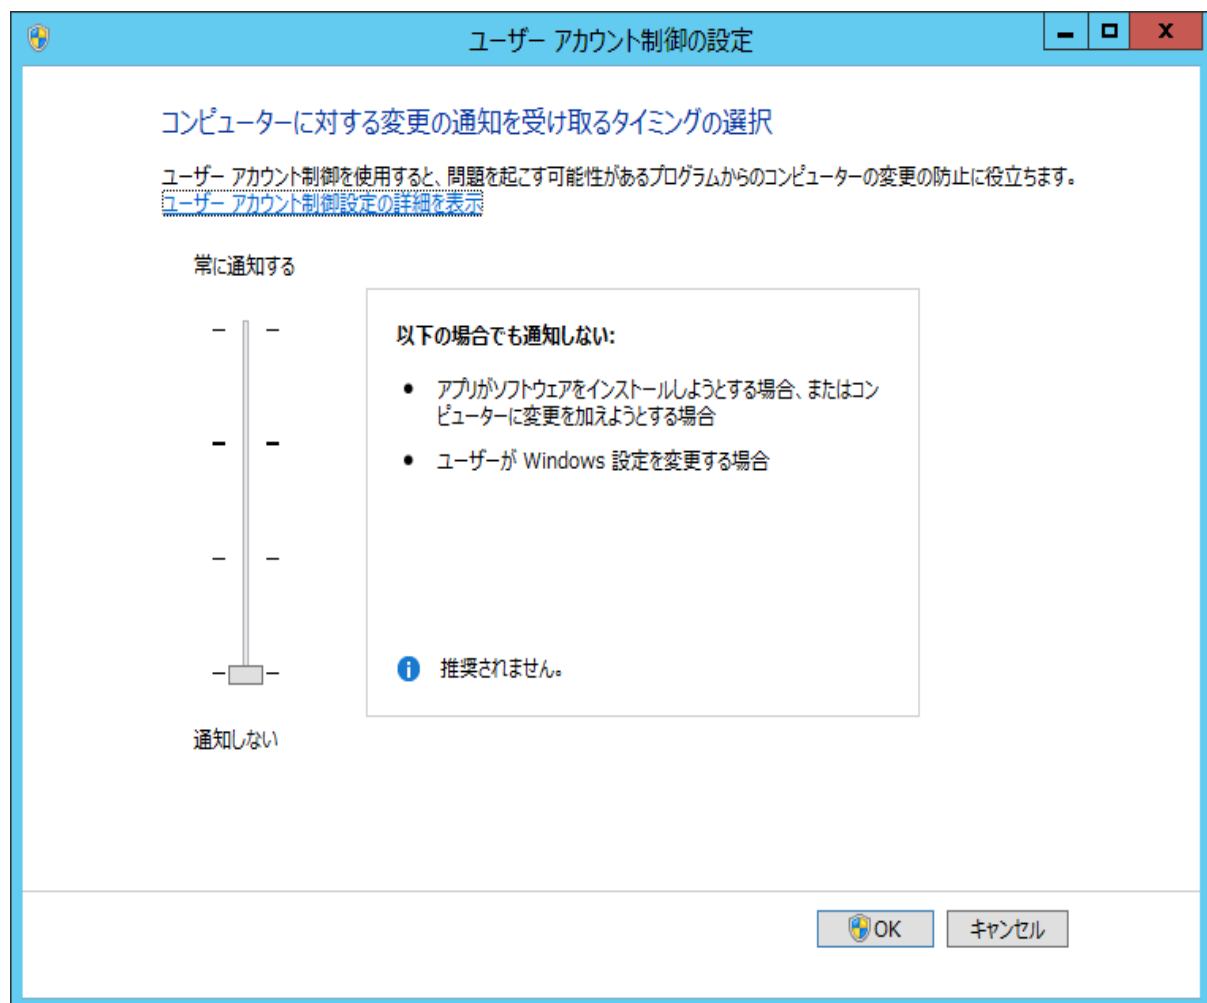 ユーザー アカウント制御の設定
コンピューターに対する変更の通知を受け取るタイミングの選択
ユーザー アカウント制御を使用すると、問題を起こす可能性があるプログラムからのコンピューターの変更の防止に役立ちます。
ユーザー アカウント制御設定の詳細を表示
常に通知する
以下の場合でも通知しない:
• アプリがソフトウェアをインストールしようとする場合、またはコン
ピューターに変更を加えようとする場合
• ユーザーが Windows 設定を変更する場合
推奨されません。
通知しない
OK
キャンセル